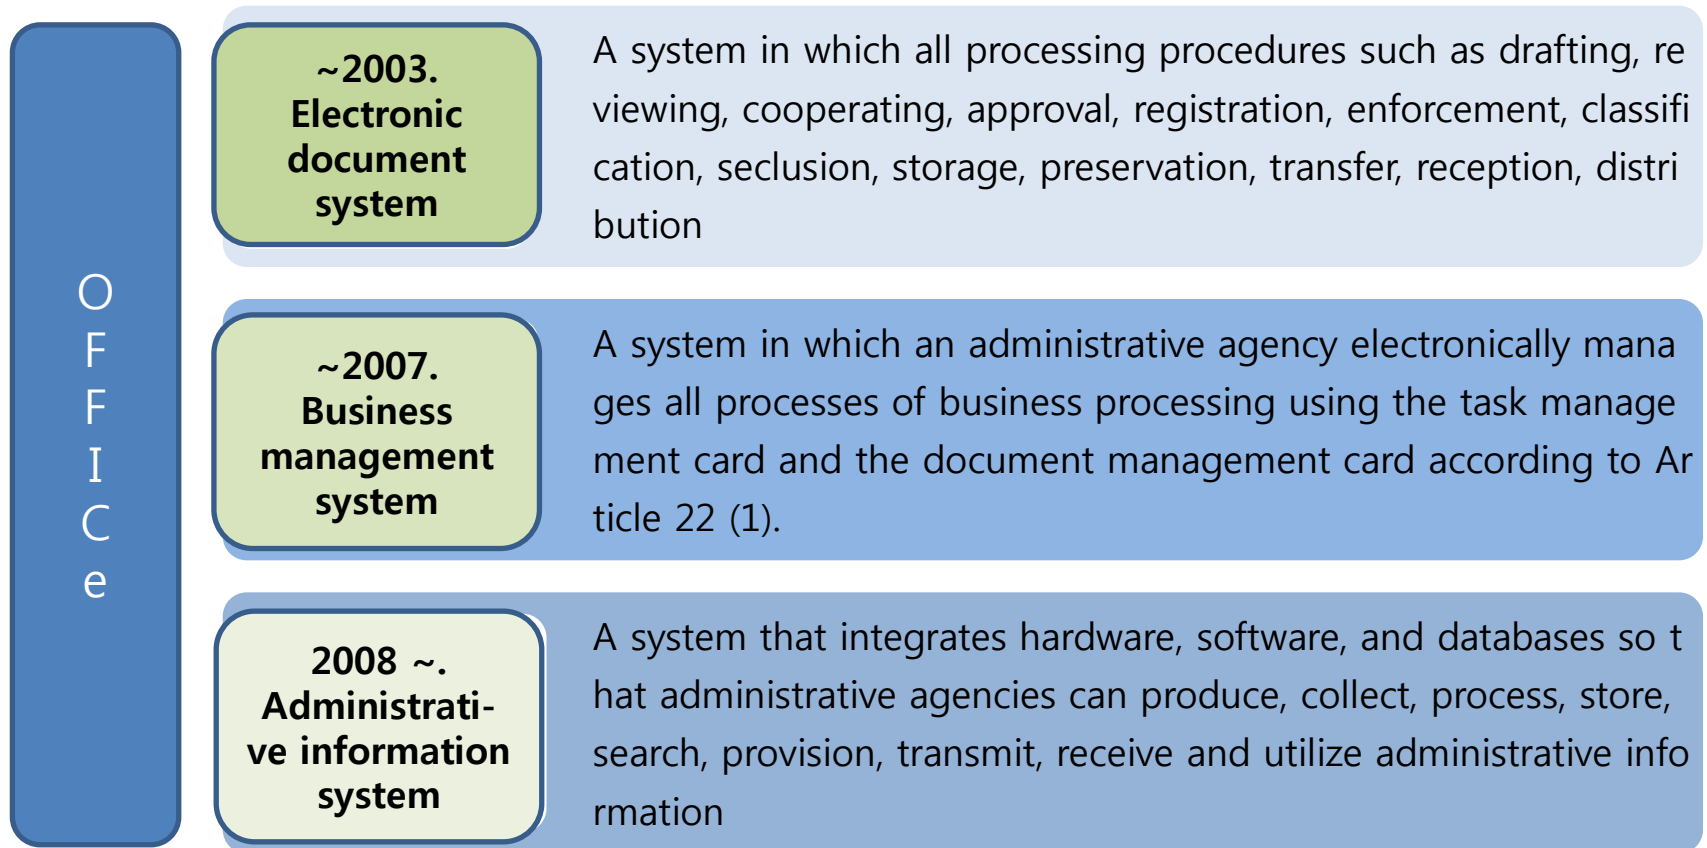 O
F
F
I
C
e
~2003.
Electronic
document
system
A system in which all processing procedures such as drafting, re
viewing, cooperating, approval, registration, enforcement, classifi
cation, seclusion, storage, preservation, transfer, reception, distri
bution
~2007.
Business
management
system
A system in which an administrative agency electronically mana
ges all processes of business processing using the task manage
ment card and the document management card according to Ar
ticle 22 (1).
2008 ~.
Administrati-
ve information
system
A system that integrates hardware, software, and databases so t
hat administrative agencies can produce, collect, process, store,
search, provision, transmit, receive and utilize administrative info
rmation